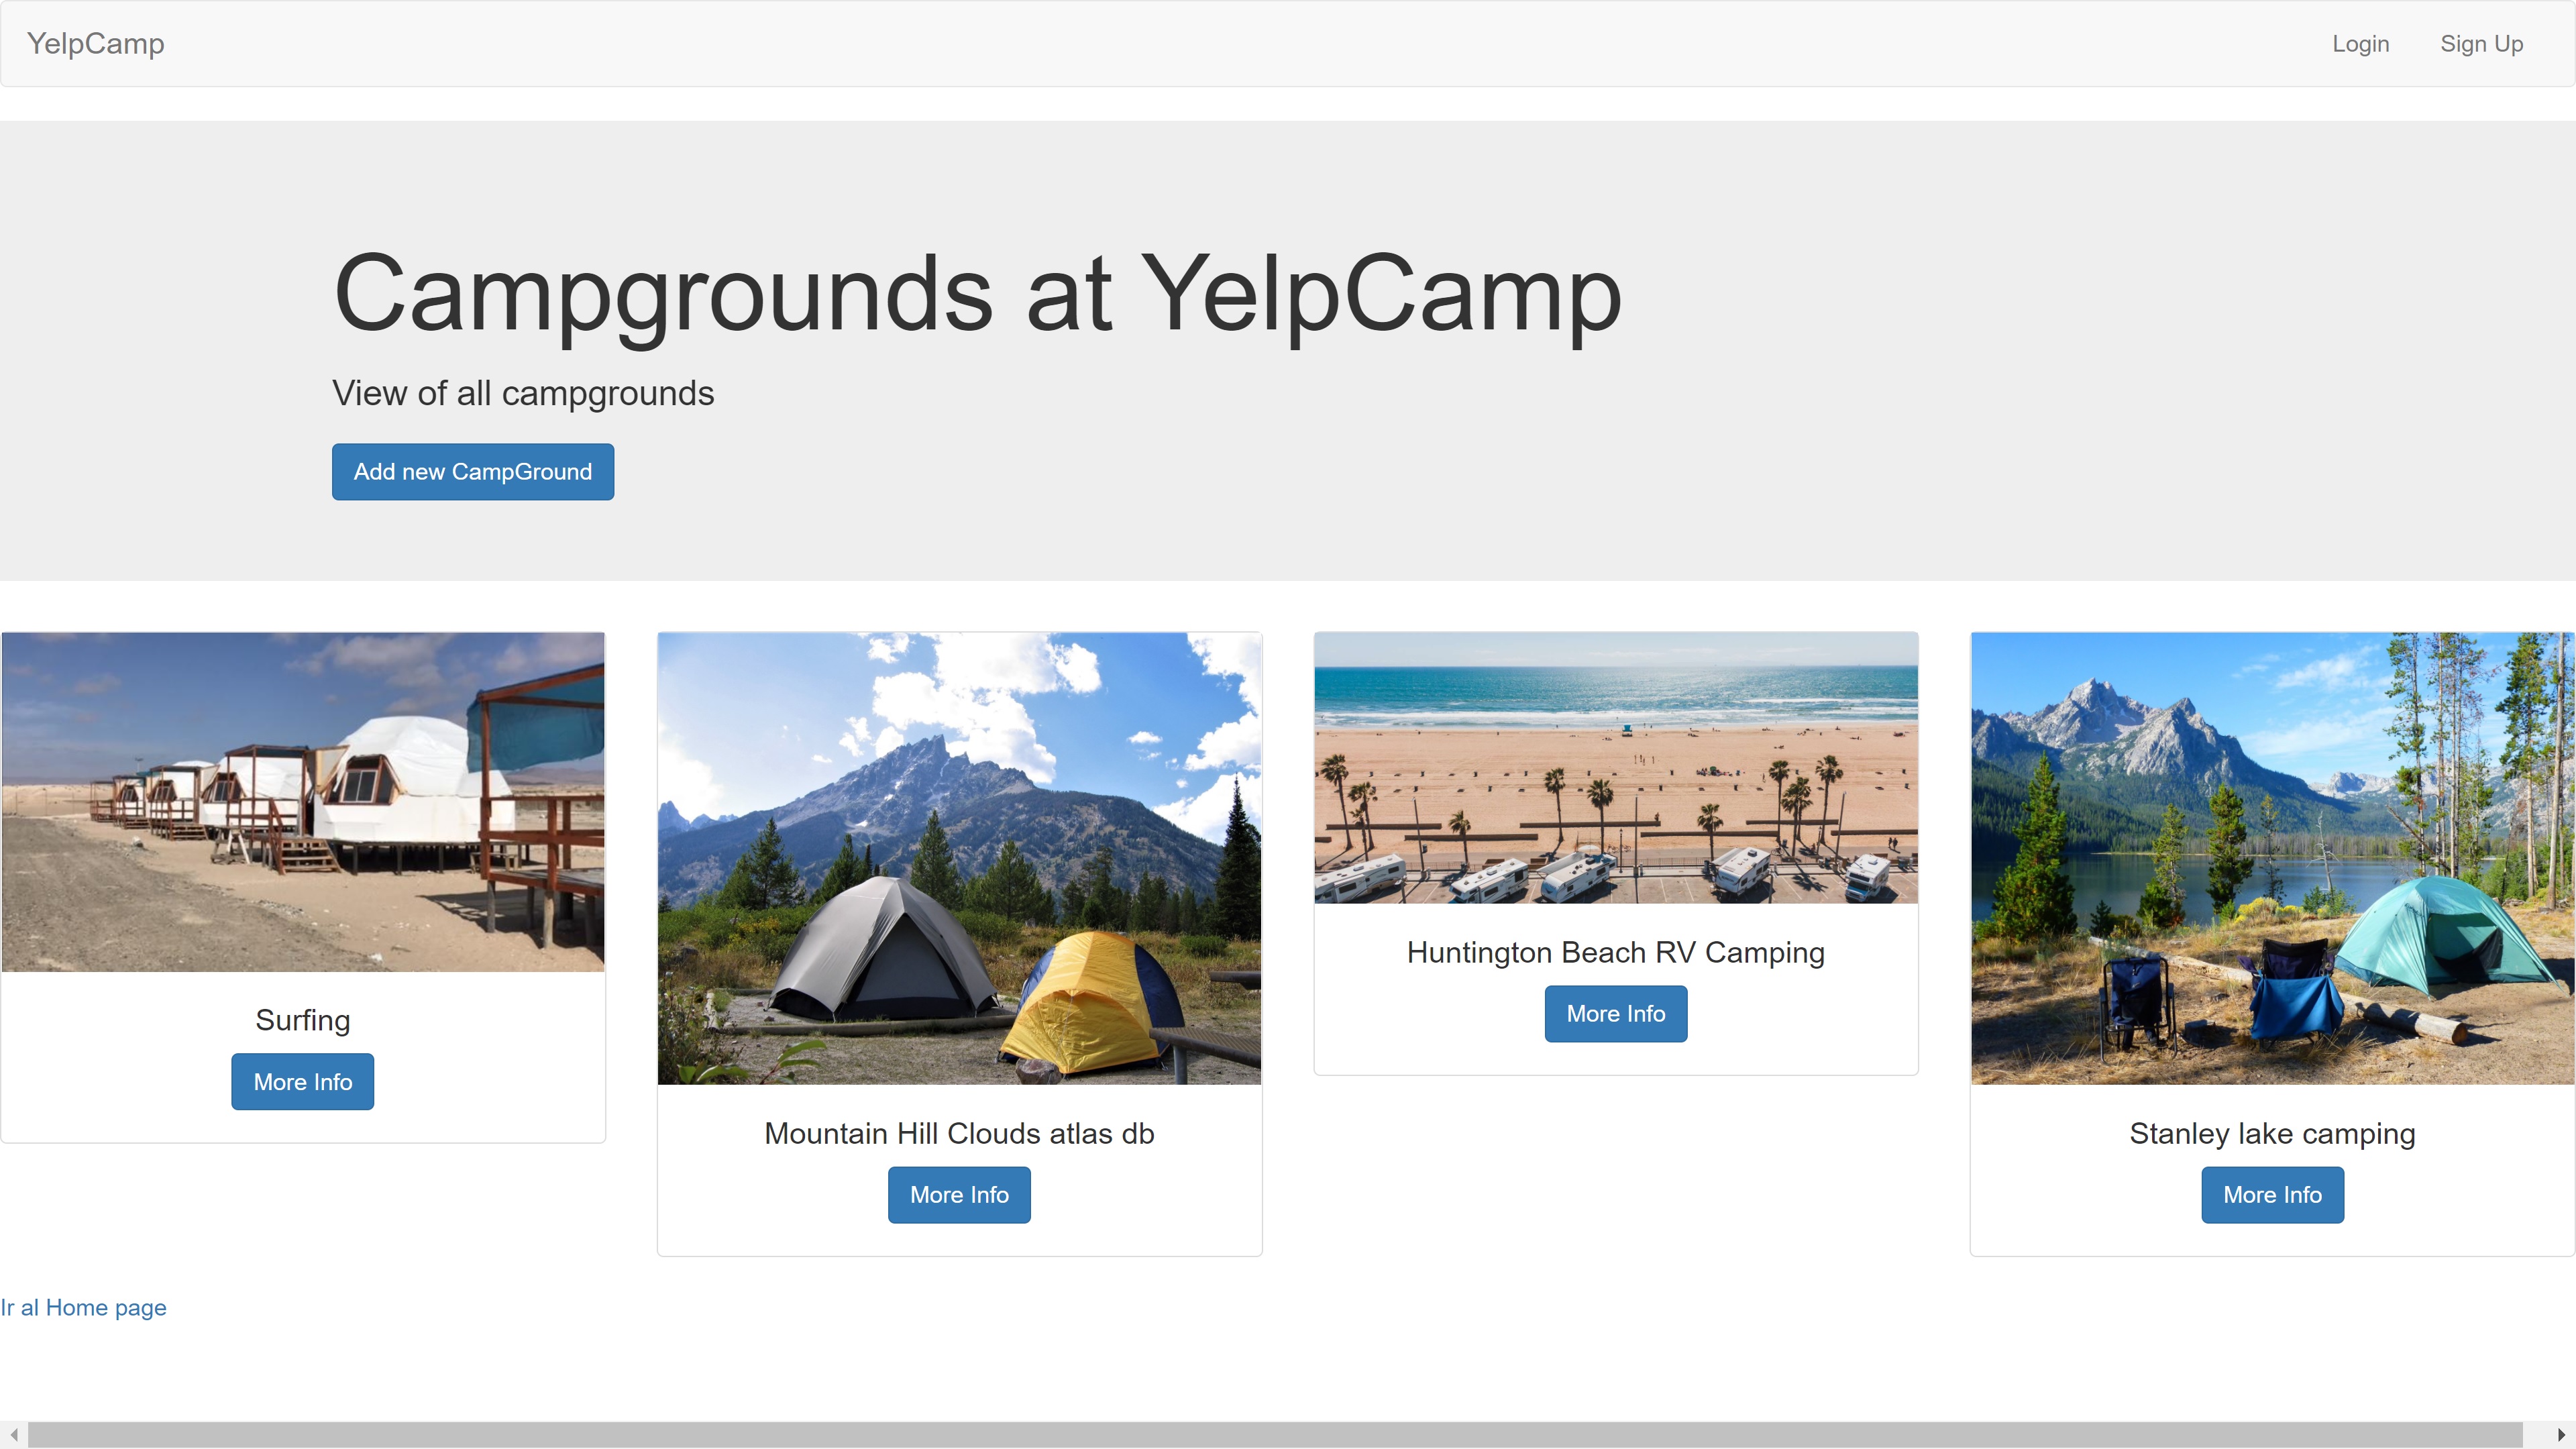 YelpCamp
Login
Sign Up
Campgrounds at YelpCamp
View of all campgrounds
Add new CampGround
Surfing
More Info
Mountain Hill Clouds atlas db
More Info
Huntington Beach RV Camping
More Info
Stanley lake camping
More Info
Ir al Home page